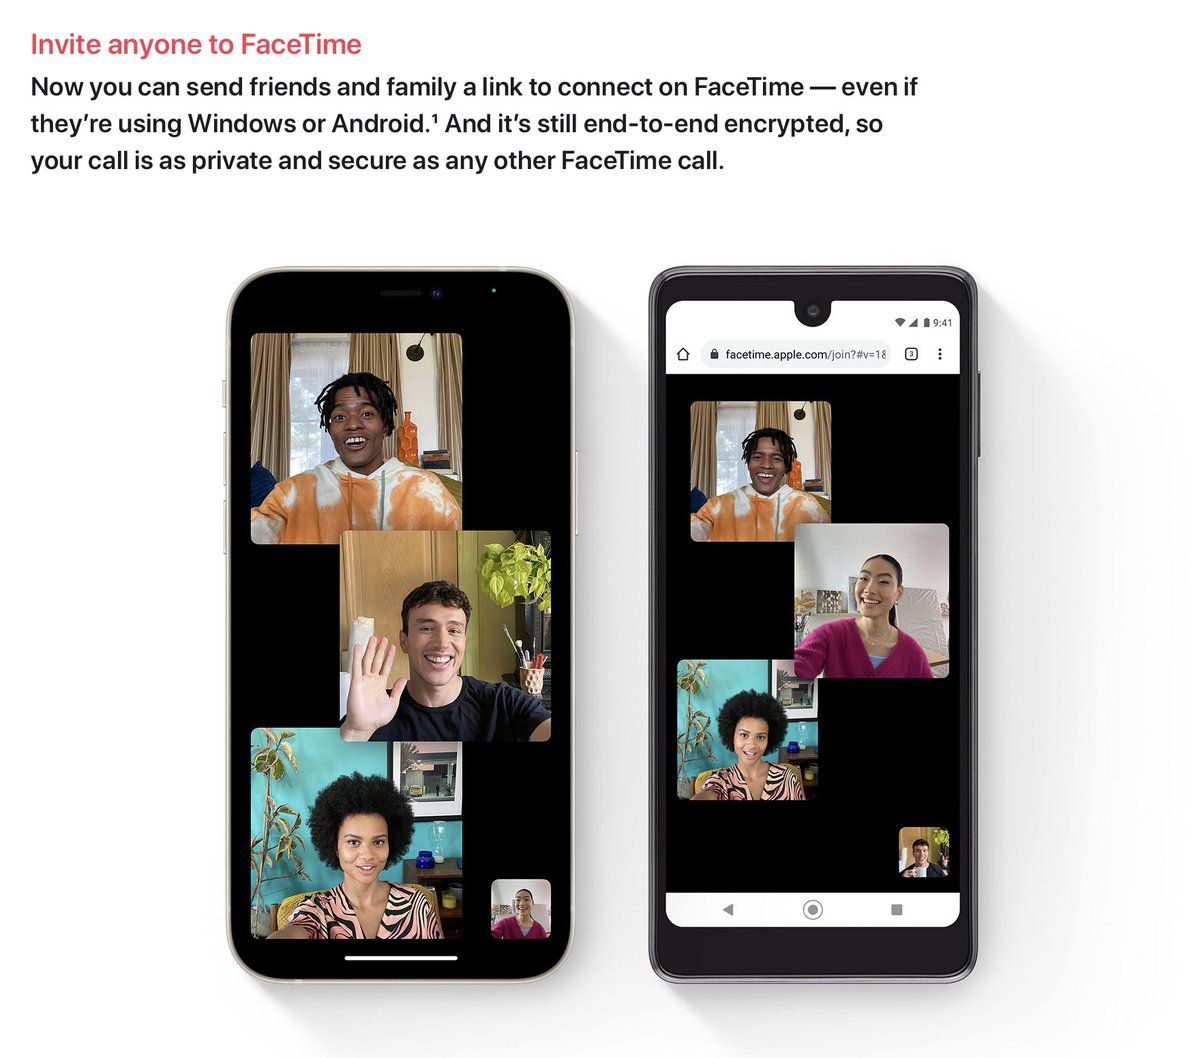 Invite anyone to FaceTime
Now you can send friends and family a link to connect on FaceTime — even if
they’re using Windows or Android.¹ And it’s still end-to-end encrypted, so
your call is as private and secure as any other FaceTime call.
9:41
facetime.apple.com/join?#v=18
3